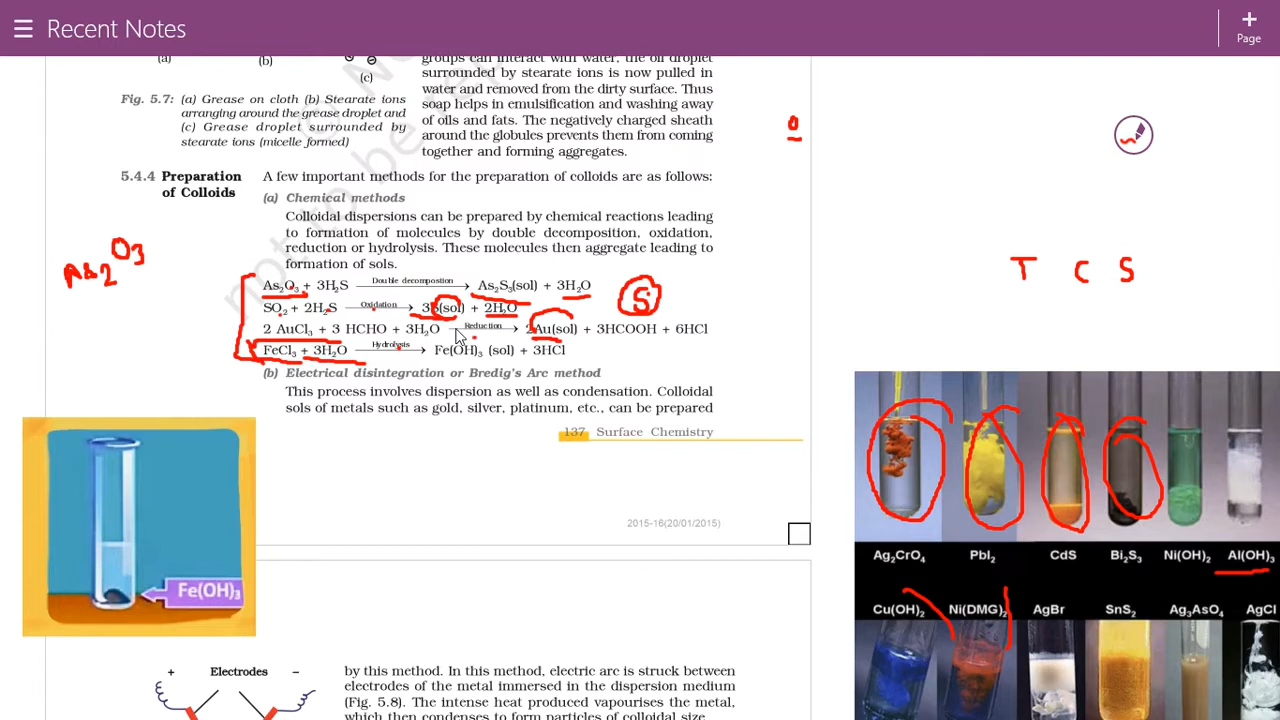 Recent Notes
Page
(a)
(b)
(c)
groups can interact with water, the oil droplet
surrounded by stearate ions is now pulled in
water and removed from the dirty surface. Thus
soap helps in emulsification and washing away
of oils and fats. The negatively charged sheath
around the globules prevents them from coming
together and forming aggregates.
Fig. 5.7: (a) Grease on cloth (b) Stearate ions
arranging around the grease droplet and
(c) Grease droplet surrounded by
stearate ions (micelle formed)
5.4.4 Preparation
of Colloids
A few important methods for the preparation of colloids are as follows:
(a) Chemical methods
Colloidal dispersions can be prepared by chemical reactions leading
to formation of molecules by double decomposition, oxidation,
reduction or hydrolysis. These molecules then aggregate leading to
formation of sols.
As₂O₃ + 3H₂S Double decompostion → As₂S₃(sol) + 3H₂O
SO₂ + 2H₂S Oxidation → 3S(sol) + 2H₂O
2 AuCl₃ + 3 HCHO + 3H₂O Reduction → 2Au(sol) + 3HCOOH + 6HCl
FeCl₃ + 3H₂O Hydrolysis → Fe(OH)₃ (sol) + 3HCl
(b) Electrical disintegration or Bredig's Arc method
This process involves dispersion as well as condensation. Colloidal
sols of metals such as gold, silver, platinum, etc., can be prepared
137 Surface Chemistry
2015-16(20/01/2015)
not to be
As₂O₃
S
T C S
Fe(OH)₃
Ag₂CrO₄ PbI₂ CdS Bi₂S₃ Ni(OH)₂ Al(OH)₃
Cu(OH)₂ Ni(DMG)₂ AgBr SnS₂ Ag₃AsO₄ AgCl
+ Electrodes −
by this method. In this method, electric arc is struck between
electrodes of the metal immersed in the dispersion medium
(Fig. 5.8). The intense heat produced vapourises the metal,
which then condenses to form particles of colloidal size